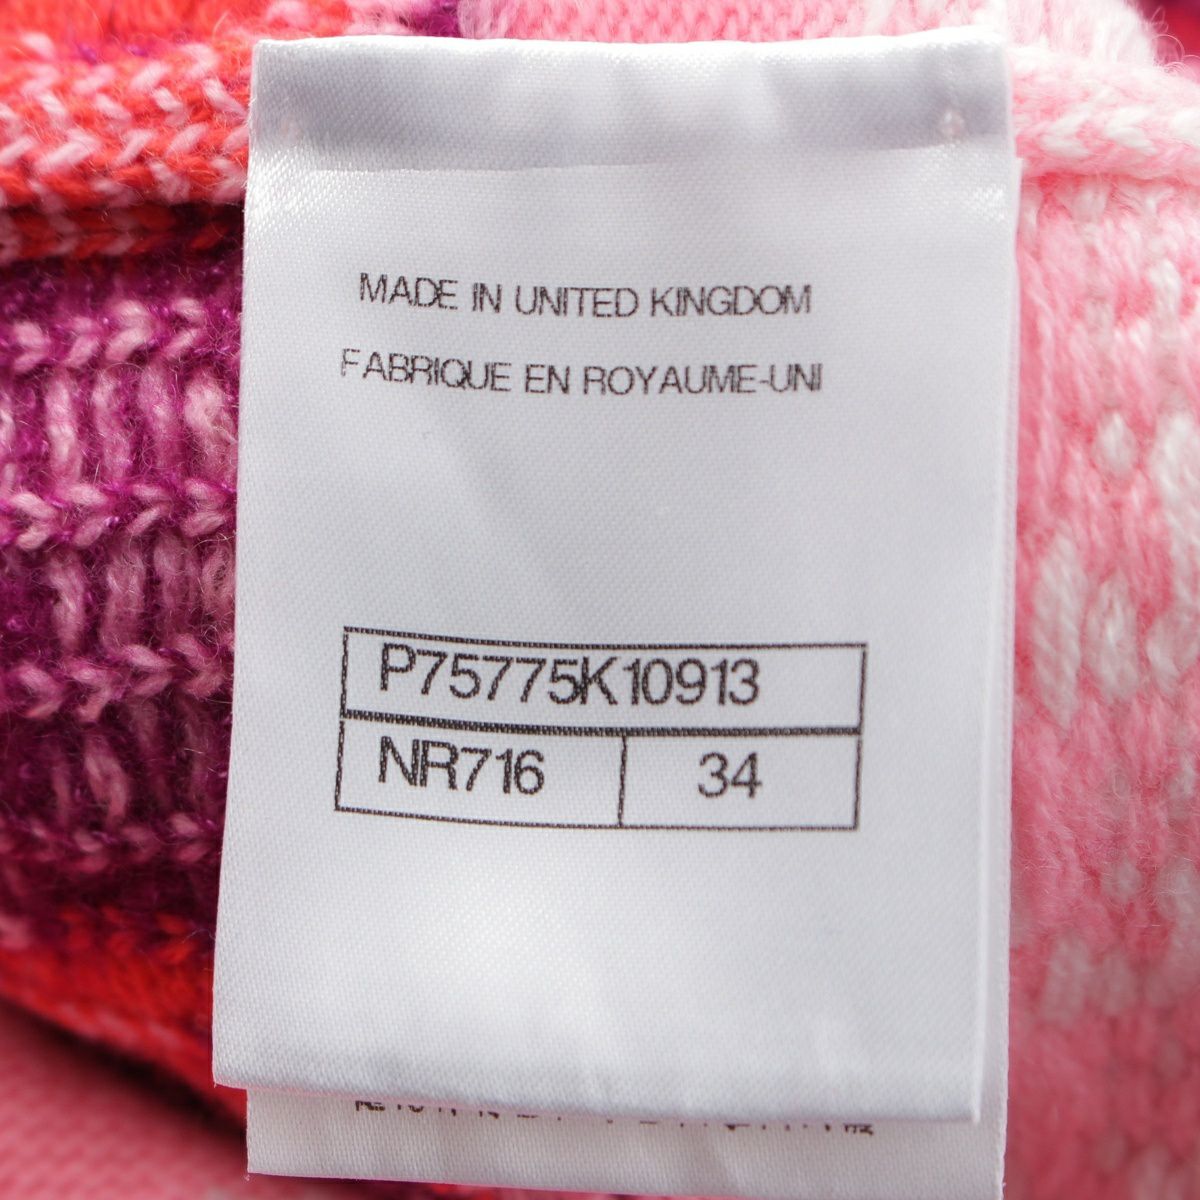 MADE IN UNITED KINGDOM
FABRIQUE EN ROYAUME-UNI
P75775K10913
NR716 34